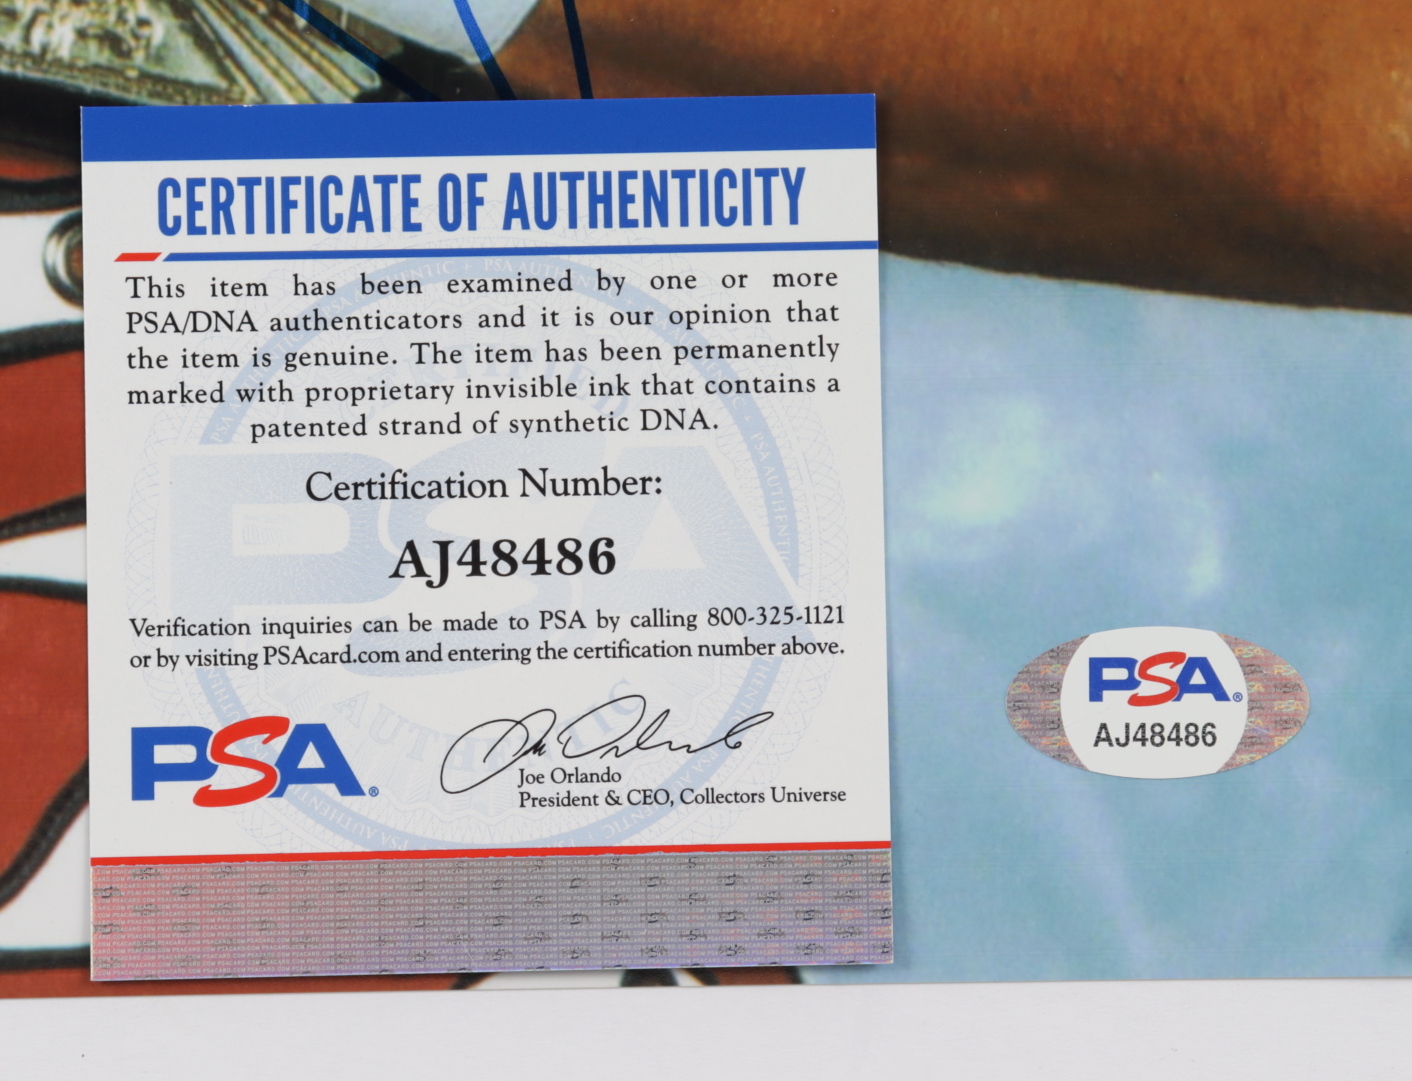 CERTIFICATE OF AUTHENTICITY
This item has been examined by one or more
PSA/DNA authenticators and it is our opinion that
the item is genuine. The item has been permanently
marked with proprietary invisible ink that contains a
patented strand of synthetic DNA.
Certification Number:
AJ48486
Verification inquiries can be made to PSA by calling 800-325-1121
or by visiting PSAcard.com and entering the certification number above.
PSA®
Joe Orlando
President & CEO, Collectors Universe
PSA®
AJ48486